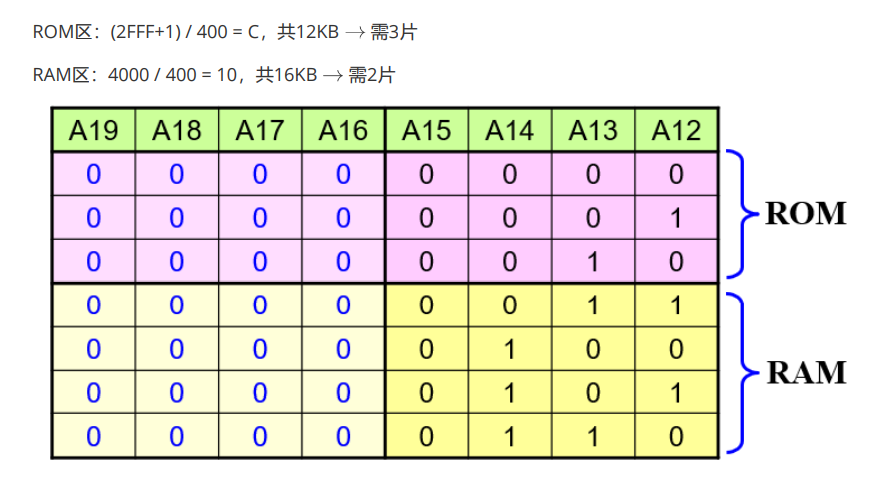 ROM区：(2FFF+1) / 400 = C，共12KB → 需3片
RAM区：4000 / 400 = 10，共16KB → 需2片
A19 A18 A17 A16 A15 A14 A13 A12
0 0 0 0 0 0 0 0
0 0 0 0 0 0 0 1
ROM
0 0 0 0 0 0 1 0
0 0 0 0 0 0 1 1
0 0 0 0 0 1 0 0
RAM
0 0 0 0 0 1 0 1
0 0 0 0 0 1 1 0